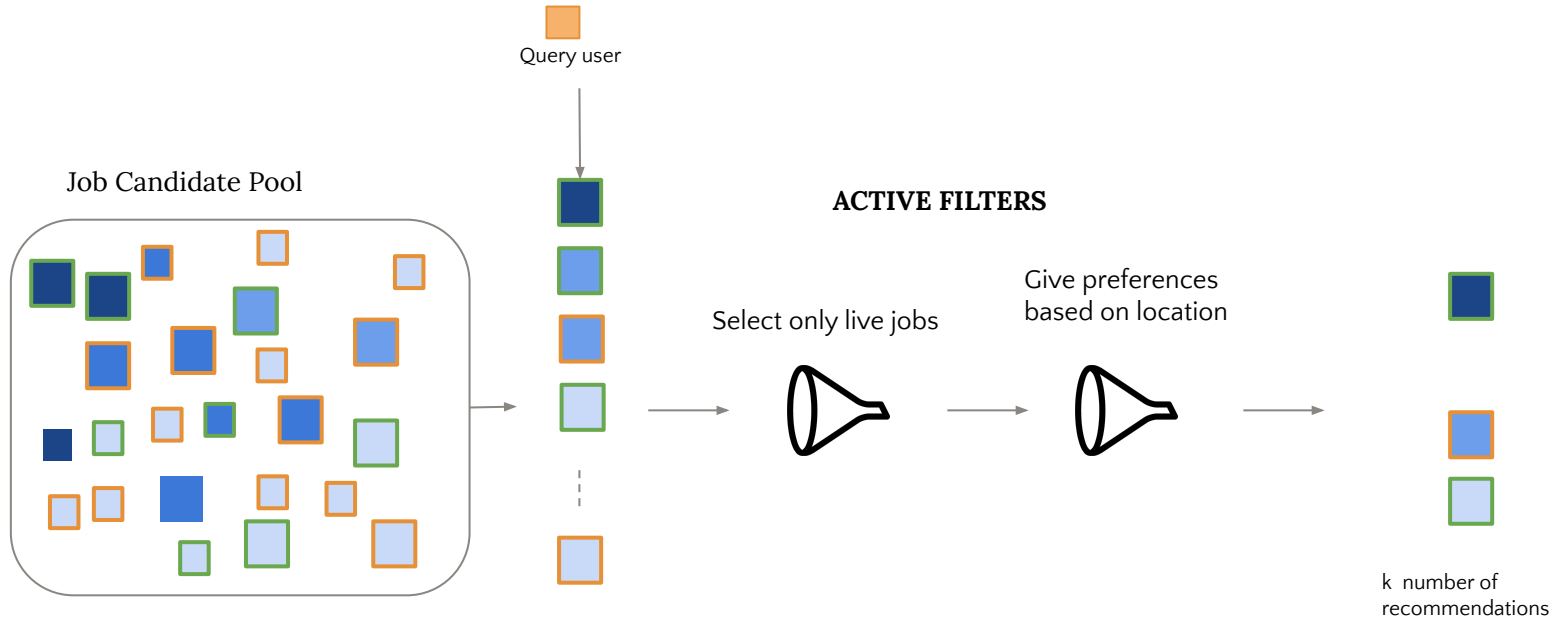 Query user
Job Candidate Pool
ACTIVE FILTERS
Select only live jobs
Give preferences
based on location
k number of
recommendations